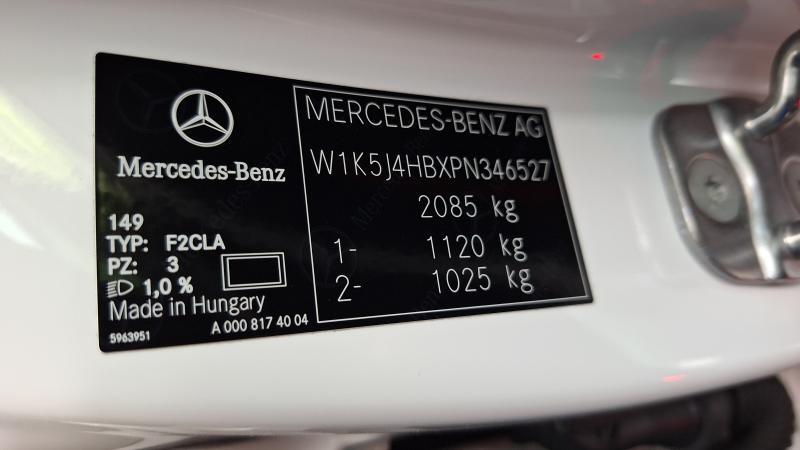 Mercedes-Benz
149
TYP: F2CLA
PZ: 3
1,0 %
Made in Hungary
5963951
A 000 817 40 04
MERCEDES-BENZ AG
W1K5J4HBXPN346527
2085 kg
1- 1120 kg
2- 1025 kg